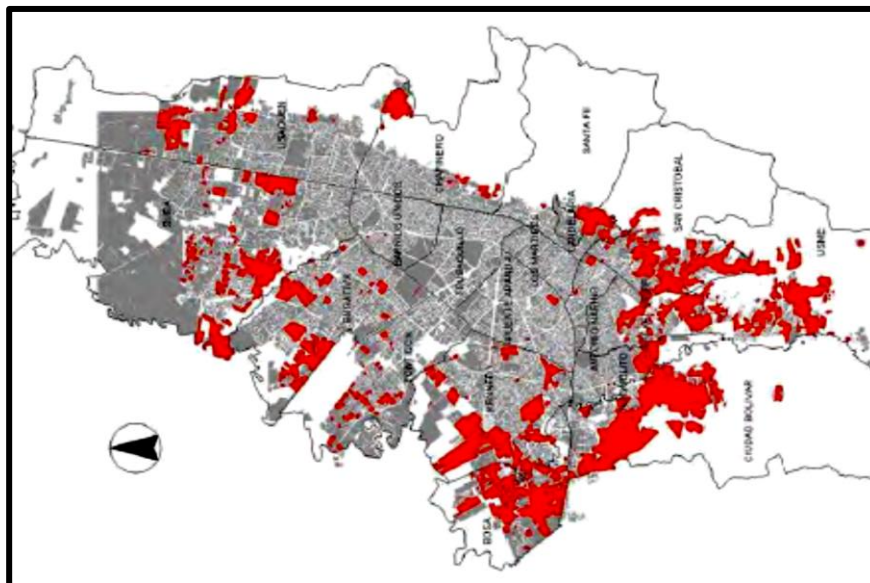 USAQUEN
SUBA
CHAPINERO
BARRIOS UNIDOS
SANTA FE
SAN CRISTOBAL
USME
ENGATIVA
TEUSAQUILLO
LOS MARTIRES
CANDELARIA
PUENTE ARANDA
ANTONIO NARIÑO
FONTIBON
KENNEDY
TUNJUELITO
CIUDAD BOLIVAR
BOSA